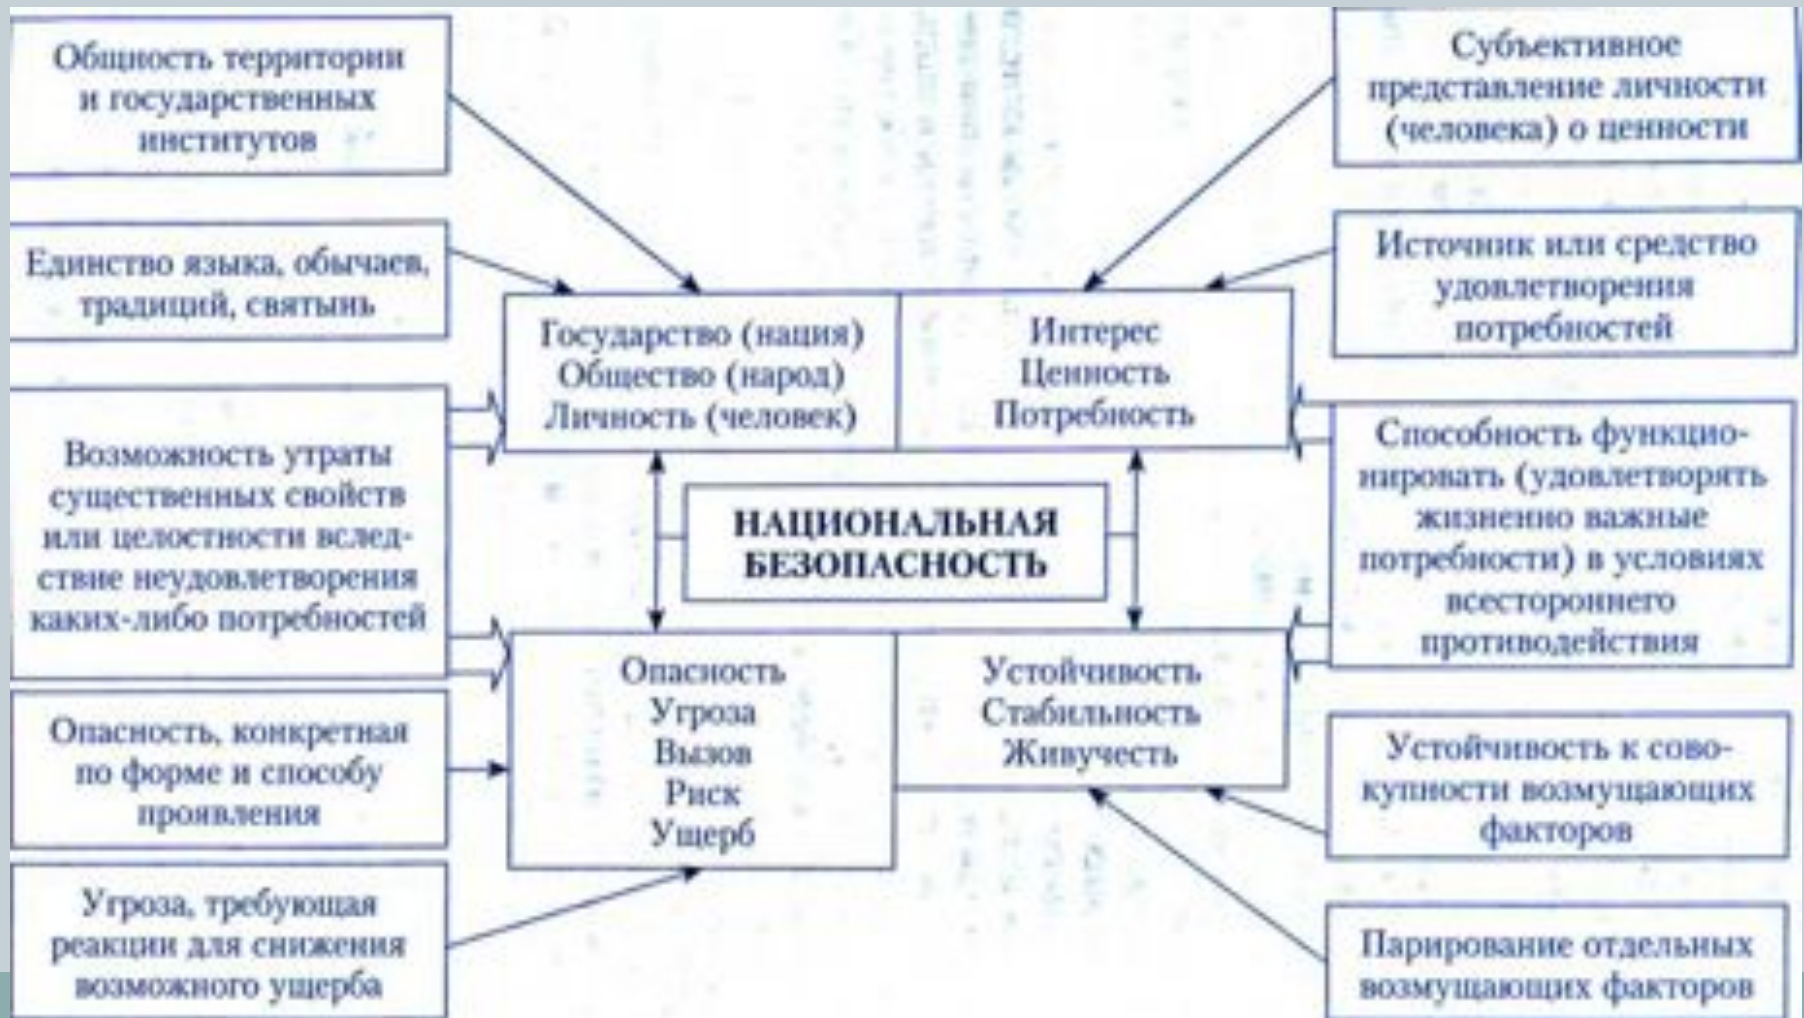 Общность территории
и государственных
институтов
Единство языка, обычаев,
традиций, святынь
Возможность утраты
существенных свойств
или целостности вслед-
ствие неудовлетворения
каких-либо потребностей
Опасность, конкретная
по форме и способу
проявления
Угроза, требующая
реакции для снижения
возможного ущерба
Государство (нация)
Общество (народ)
Личность (человек)
Интерес
Ценность
Потребность
НАЦИОНАЛЬНАЯ
БЕЗОПАСНОСТЬ
Опасность
Угроза
Вызов
Риск
Ущерб
Устойчивость
Стабильность
Живучесть
Субъективное
представление личности
(человека) о ценности
Источник или средство
удовлетворения
потребностей
Способность функцио-
нировать (удовлетворять
жизненно важные
потребности) в условиях
всестороннего
противодействия
Устойчивость к сово-
купности возмущающих
факторов
Парирование отдельных
возмущающих факторов